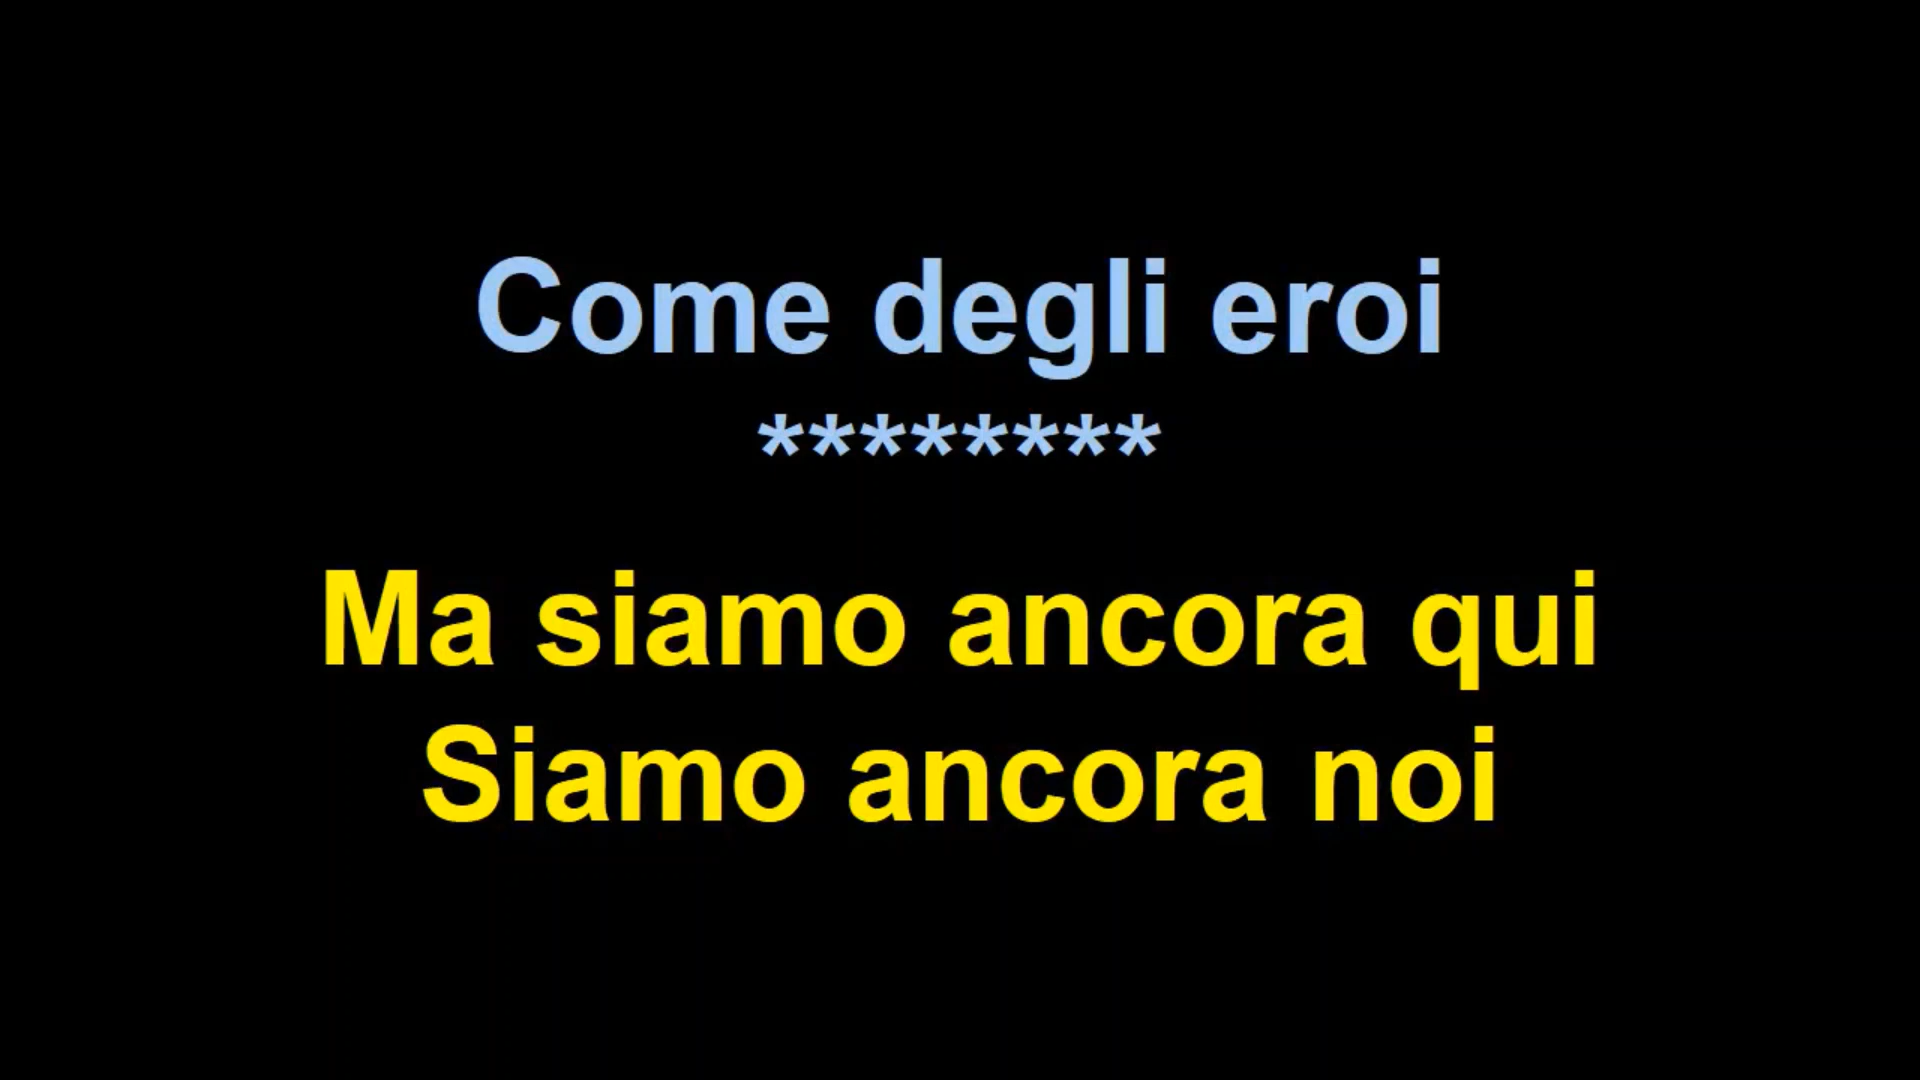 Come degli eroi
********
Ma siamo ancora qui
Siamo ancora noi